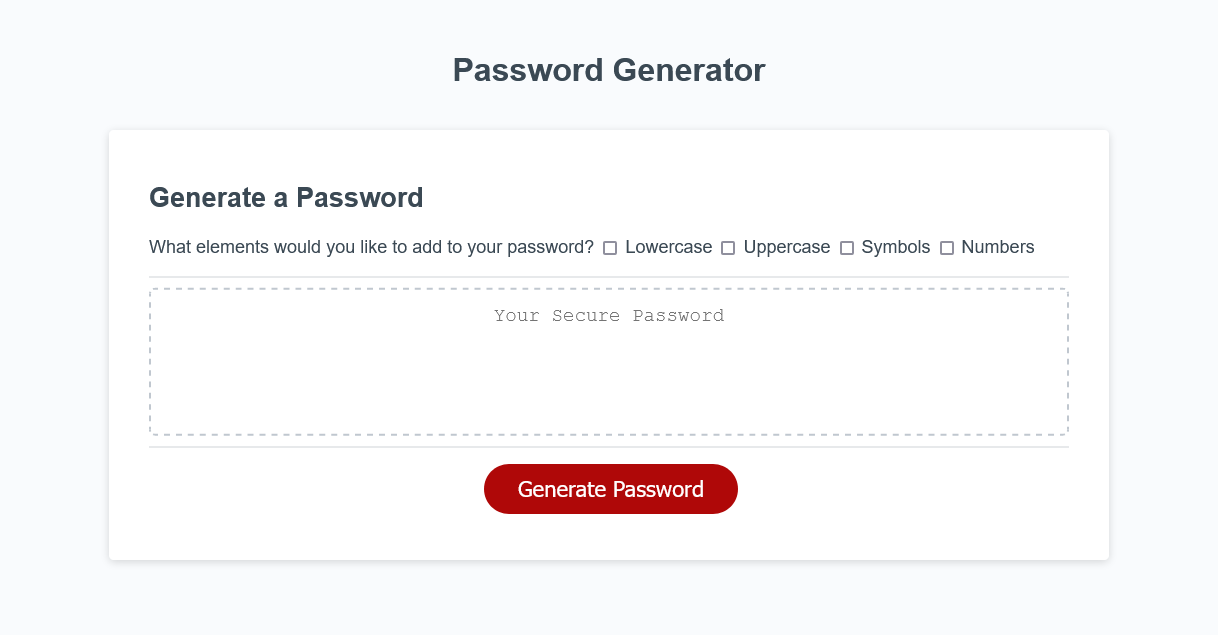 Password Generator
Generate a Password
What elements would you like to add to your password? Lowercase Uppercase Symbols Numbers
Your Secure Password
Generate Password